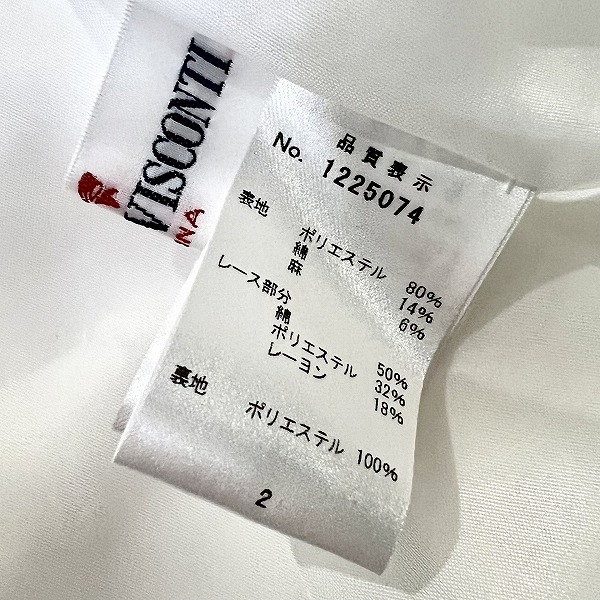 VISCONTI
NA
品質表示
No. 1225074
表地
ポリエステル 80%
綿 14%
麻 6%
レース部分
綿 50%
ポリエステル 32%
レーヨン 18%
裏地
ポリエステル 100%
2